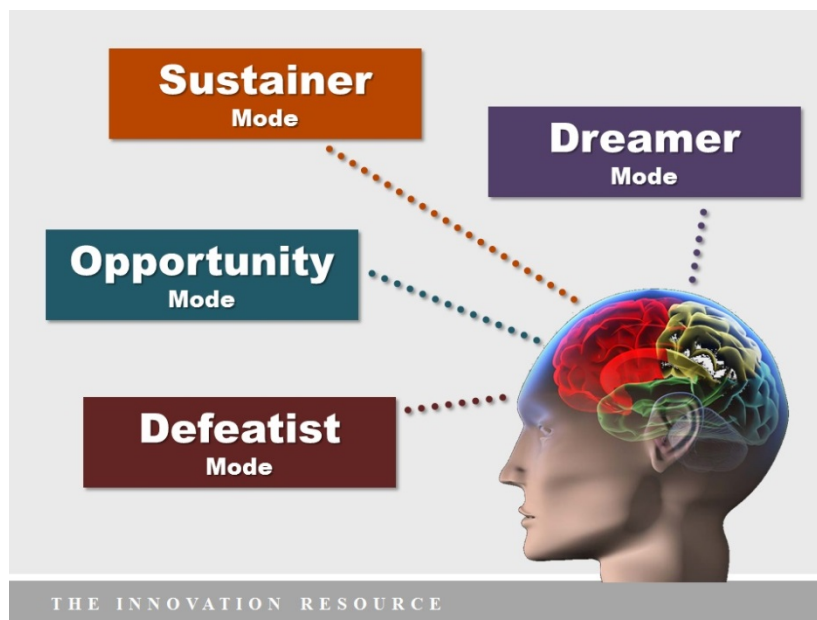 Sustainer
Mode
Dreamer
Mode
Opportunity
Mode
Defeatist
Mode
THE INNOVATION RESOURCE